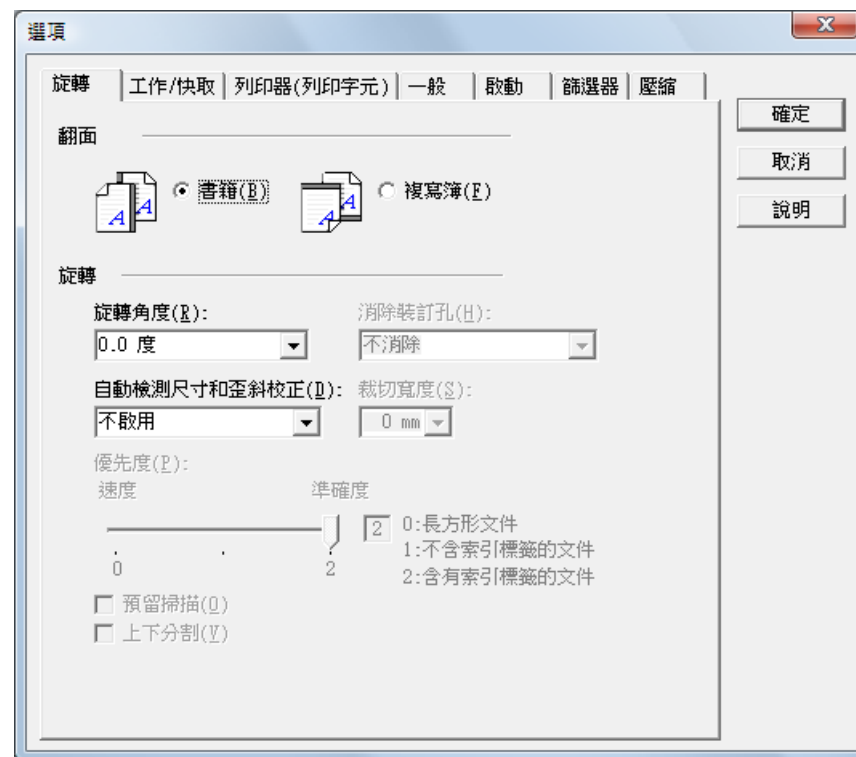 選項
旋轉 工作/快取 列印器(列印字元) 一般 啟動 篩選器 壓縮
確定
取消
說明
翻面
書籍(B) 複寫簿(F)
旋轉
旋轉角度(R): 消除裝訂孔(H):
0.0 度 不消除
自動檢測尺寸和歪斜校正(D): 裁切寬度(S):
不啟用 0 mm
優先度(P):
速度 準確度
2 0:長方形文件
1:不含索引標籤的文件
0 2 2:含有索引標籤的文件
預留掃描(O)
上下分割(V)